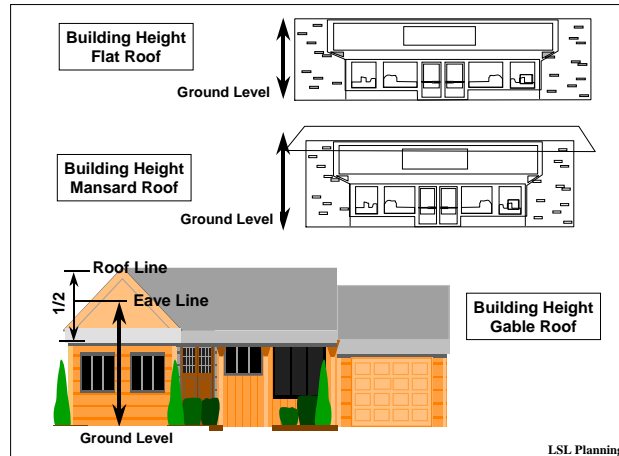 Building Height
Flat Roof
Ground Level
Building Height
Mansard Roof
Ground Level
Roof Line
1/2
Eave Line
Building Height
Gable Roof
Ground Level
LSL Planning